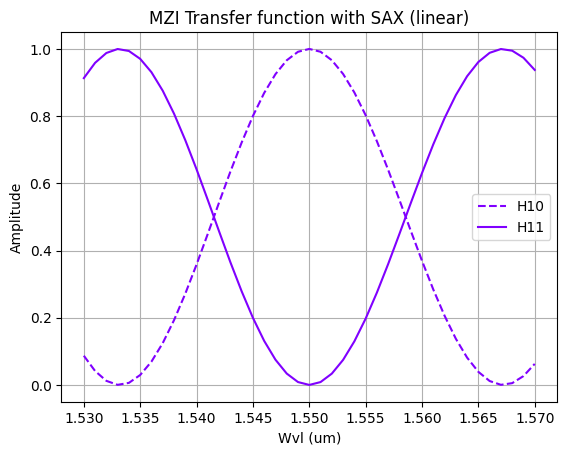 MZI Transfer function with SAX (linear)
Amplitude
1.0
0.8
0.6
0.4
0.2
0.0
H10
H11
1.530 1.535 1.540 1.545 1.550 1.555 1.560 1.565 1.570
Wvl (um)